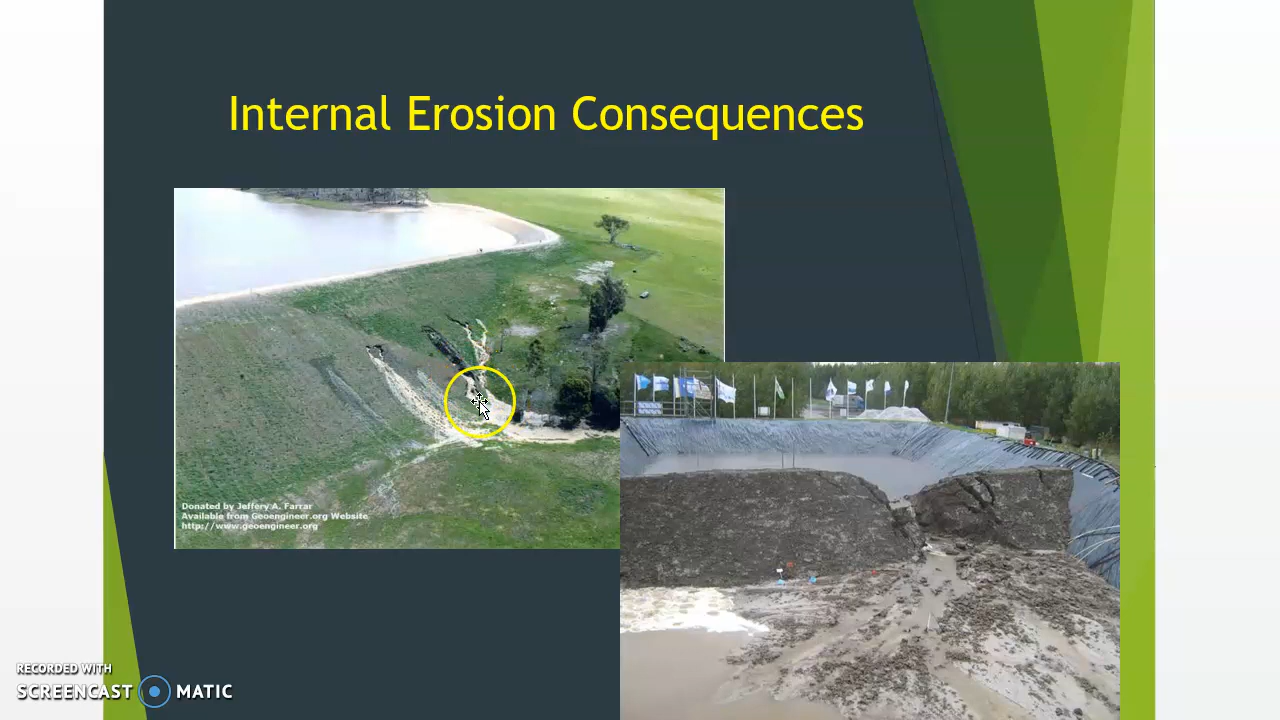 Internal Erosion Consequences
Donated by Jeffery A. Farrar
Available from Geoengineer.org Website
http://www.geoengineer.org
RECORDED WITH
SCREENCAST MATIC